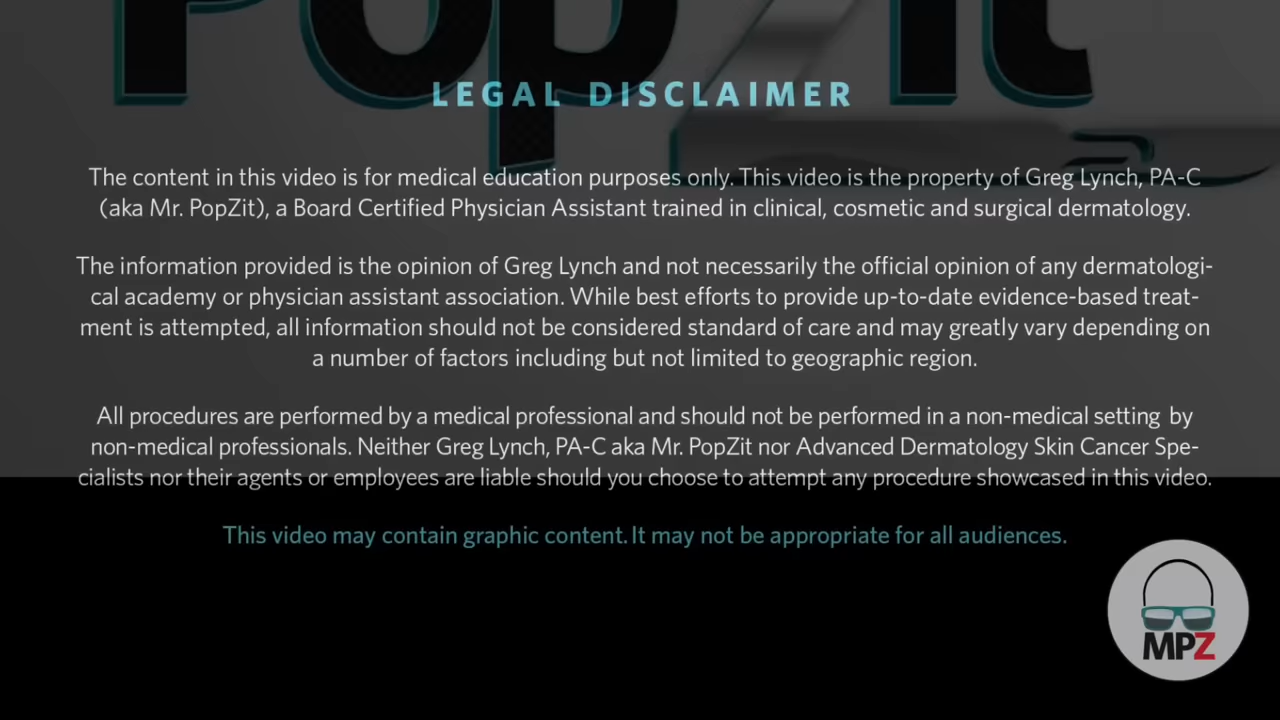 PopZit
LEGAL DISCLAIMER
The content in this video is for medical education purposes only. This video is the property of Greg Lynch, PA-C
(aka Mr. PopZit), a Board Certified Physician Assistant trained in clinical, cosmetic and surgical dermatology.
The information provided is the opinion of Greg Lynch and not necessarily the official opinion of any dermatologi-
cal academy or physician assistant association. While best efforts to provide up-to-date evidence-based treat-
ment is attempted, all information should not be considered standard of care and may greatly vary depending on
a number of factors including but not limited to geographic region.
All procedures are performed by a medical professional and should not be performed in a non-medical setting by
non-medical professionals. Neither Greg Lynch, PA-C aka Mr. PopZit nor Advanced Dermatology Skin Cancer Spe-
cialists nor their agents or employees are liable should you choose to attempt any procedure showcased in this video.
This video may contain graphic content. It may not be appropriate for all audiences.
MPZ